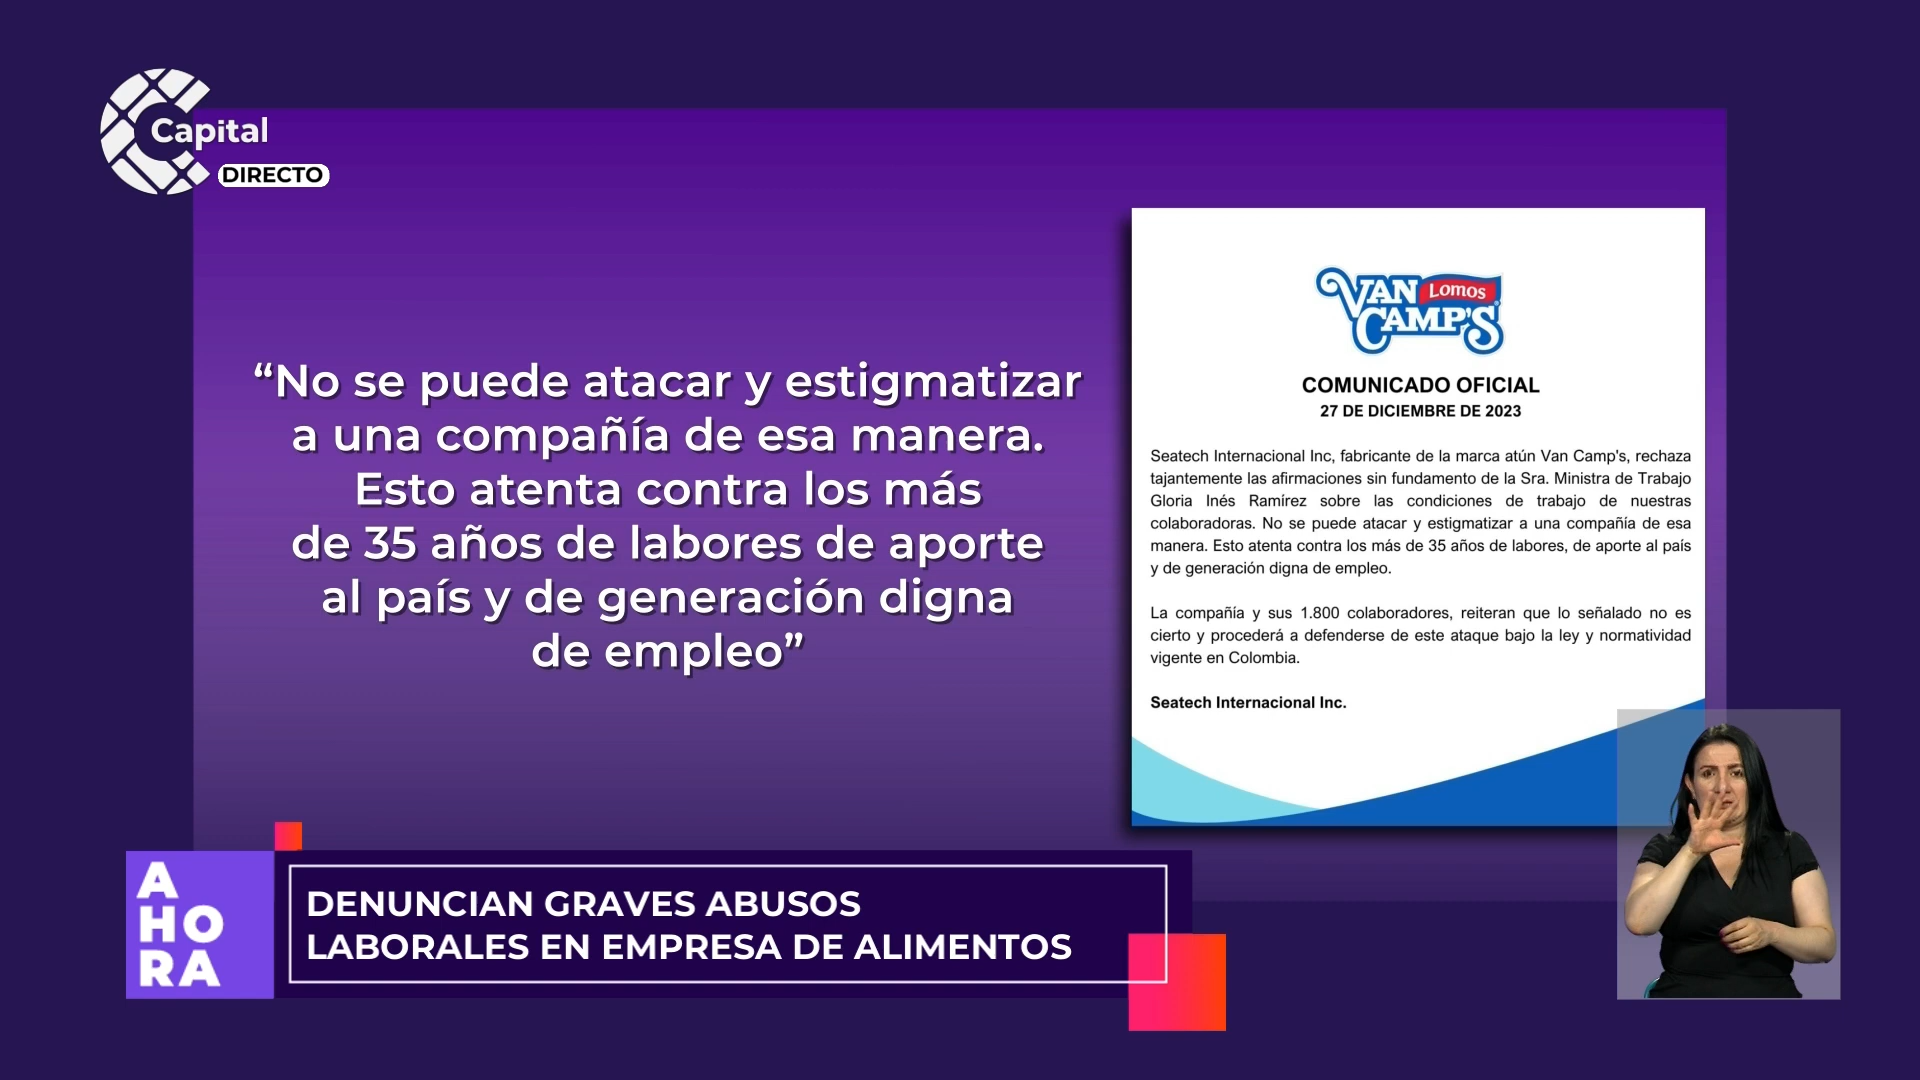 Capital
DIRECTO
“No se puede atacar y estigmatizar
a una compañía de esa manera.
Esto atenta contra los más
de 35 años de labores de aporte
al país y de generación digna
de empleo”
VAN Lomos
CAMP'S
COMUNICADO OFICIAL
27 DE DICIEMBRE DE 2023
Seatech Internacional Inc, fabricante de la marca atún Van Camp's, rechaza
tajantemente las afirmaciones sin fundamento de la Sra. Ministra de Trabajo
Gloria Inés Ramírez sobre las condiciones de trabajo de nuestras
colaboradoras. No se puede atacar y estigmatizar a una compañía de esa
manera. Esto atenta contra los más de 35 años de labores, de aporte al país
y de generación digna de empleo.
La compañía y sus 1.800 colaboradores, reiteran que lo señalado no es
cierto y procederá a defenderse de este ataque bajo la ley y normatividad
vigente en Colombia.
Seatech Internacional Inc.
A
HO
RA
DENUNCIAN GRAVES ABUSOS
LABORALES EN EMPRESA DE ALIMENTOS